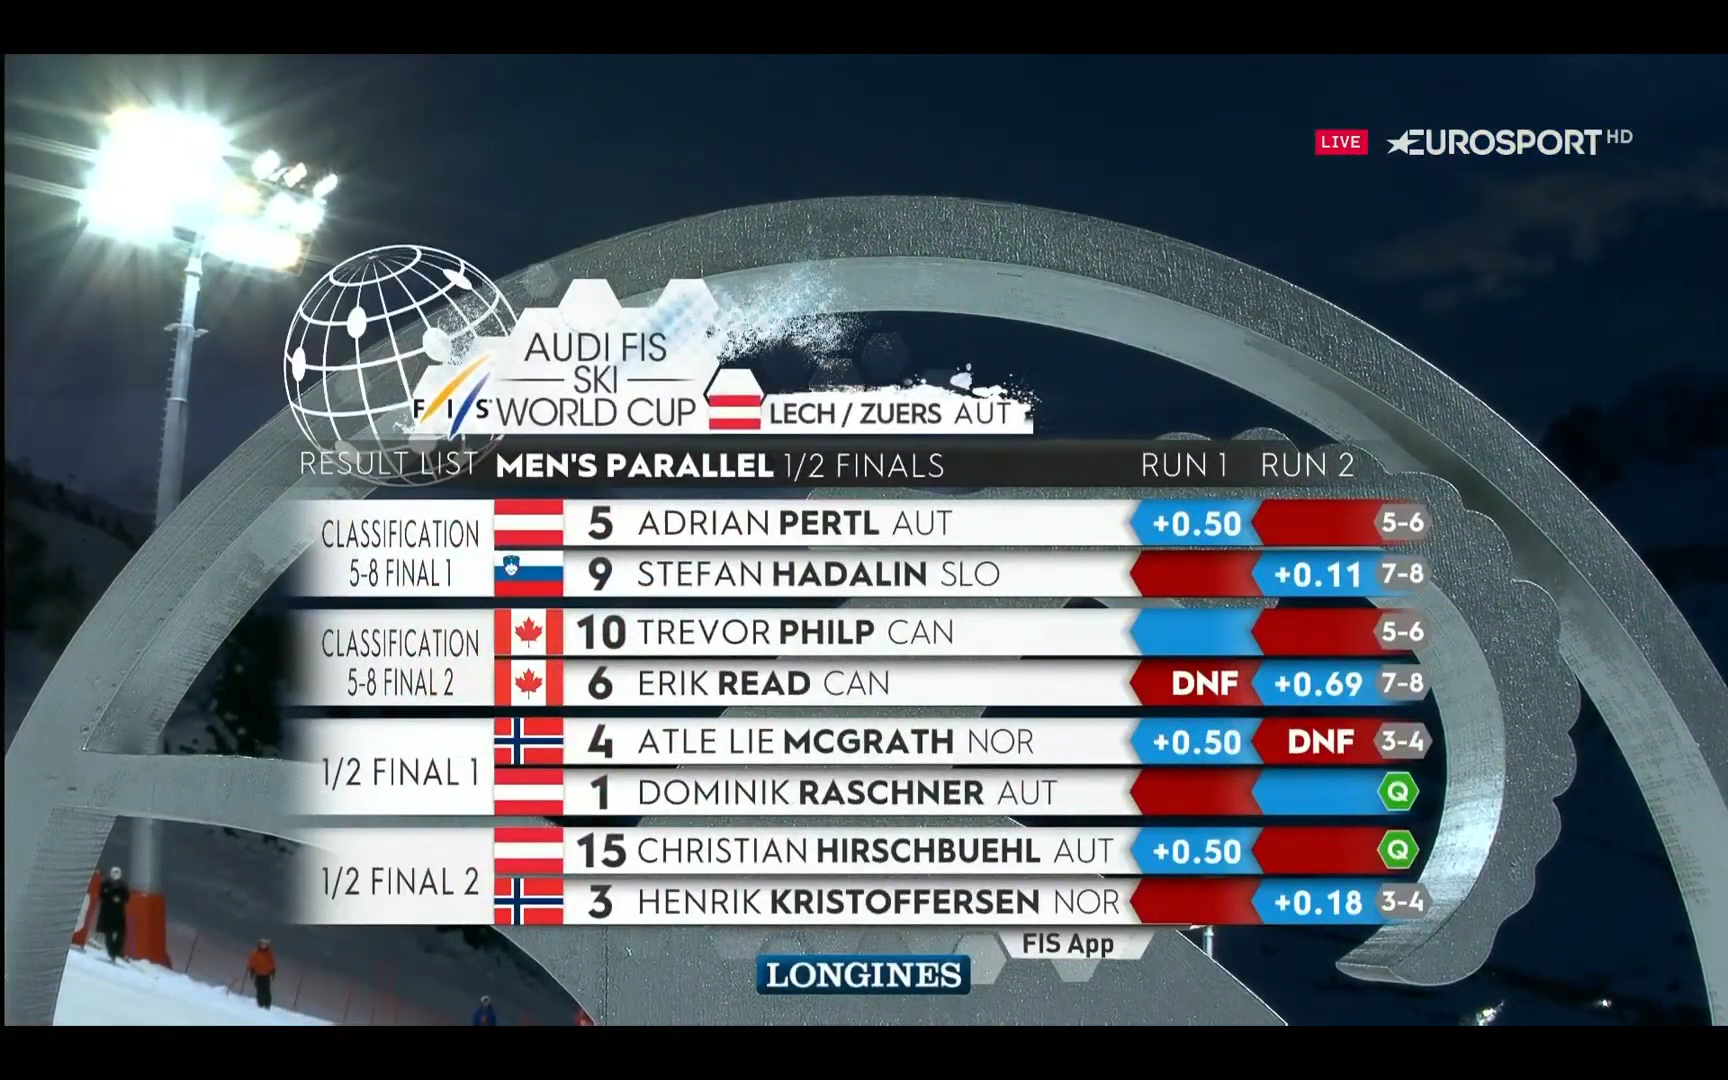 LIVE EUROSPORT HD
AUDI FIS
SKI
WORLD CUP
FIS
LECH / ZUERS AUT
RESULT LIST MEN'S PARALLEL 1/2 FINALS RUN 1 RUN 2
CLASSIFICATION
5-8 FINAL 1
5 ADRIAN PERTL AUT +0.50 5-6
9 STEFAN HADALIN SLO +0.11 7-8
CLASSIFICATION
5-8 FINAL 2
10 TREVOR PHILP CAN 5-6
6 ERIK READ CAN DNF +0.69 7-8
1/2 FINAL 1
4 ATLE LIE MCGRATH NOR +0.50 DNF 3-4
1 DOMINIK RASCHNER AUT Q
1/2 FINAL 2
15 CHRISTIAN HIRSCHBUEHL AUT +0.50 Q
3 HENRIK KRISTOFFERSEN NOR +0.18 3-4
FIS App
LONGINES